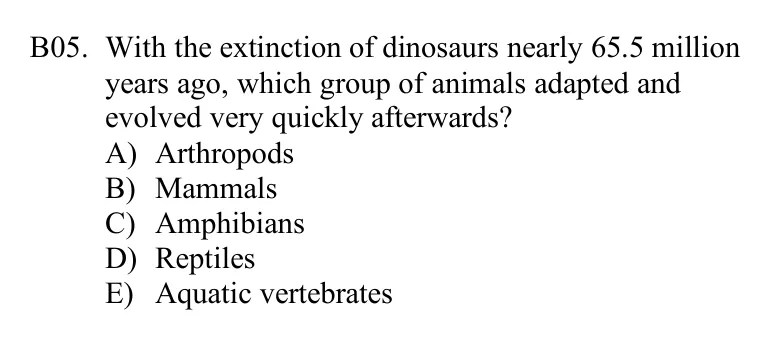 B05. With the extinction of dinosaurs nearly 65.5 million
years ago, which group of animals adapted and
evolved very quickly afterwards?
A) Arthropods
B) Mammals
C) Amphibians
D) Reptiles
E) Aquatic vertebrates